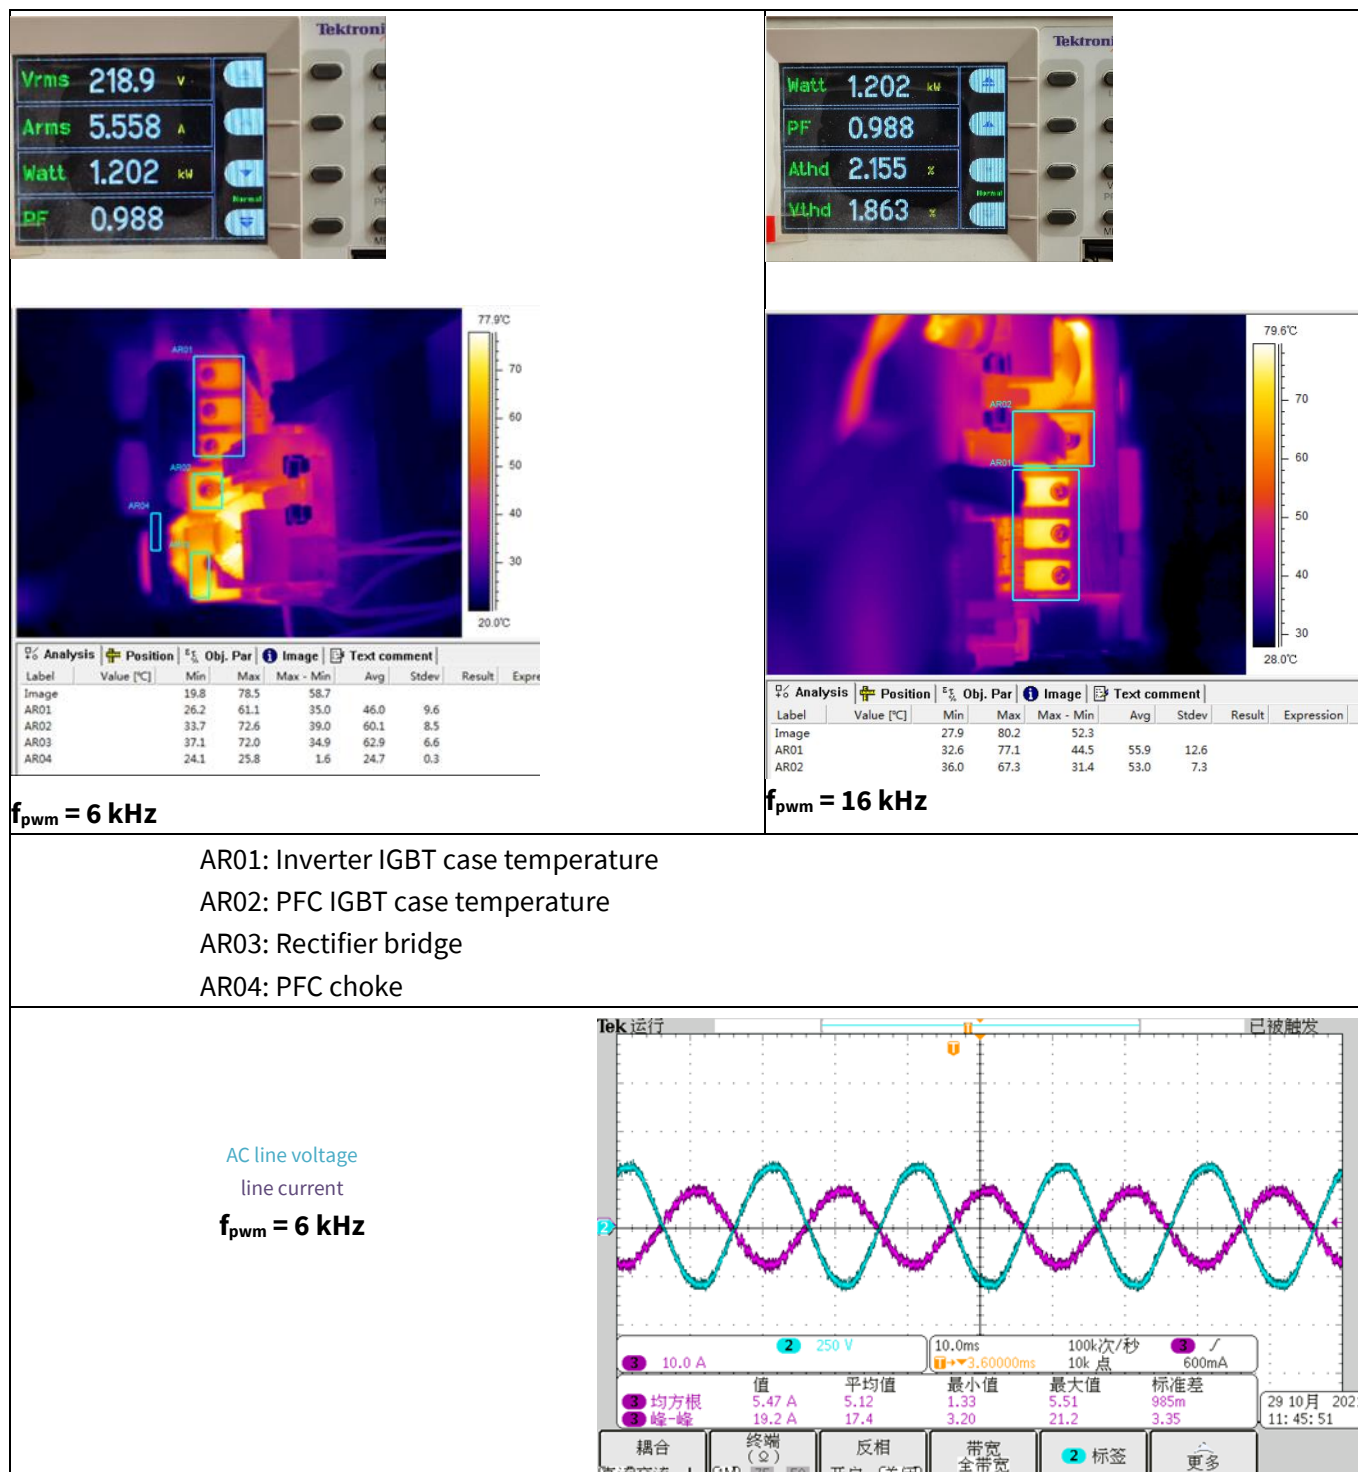 Tektroni
Vrms 218.9 V
Arms 5.558 A
Watt 1.202 kW
PF 0.988
Normal
Tektroni
Watt 1.202 kW
PF 0.988
Athd 2.155 %
Vthd 1.863 %
Normal
77.9°C
AR01
70
60
50
AR02
AR04
40
30
20.0°C
Analysis Position Obj. Par Image Text comment
Label Value [°C] Min Max Max - Min Avg Stdev Result Expre
Image 19.8 78.5 58.7
AR01 26.2 61.1 35.0 46.0 9.6
AR02 33.7 72.6 39.0 60.1 8.5
AR03 37.1 72.0 34.9 62.9 6.6
AR04 24.1 25.8 1.6 24.7 0.3
fpwm = 6 kHz
79.6°C
70
AR02
60
AR01
50
40
30
28.0°C
Analysis Position Obj. Par Image Text comment
Label Value [°C] Min Max Max - Min Avg Stdev Result Expression
Image 27.9 80.2 52.3
AR01 32.6 77.1 44.5 55.9 12.6
AR02 36.0 67.3 31.4 53.0 7.3
fpwm = 16 kHz
AR01: Inverter IGBT case temperature
AR02: PFC IGBT case temperature
AR03: Rectifier bridge
AR04: PFC choke
AC line voltage
line current
fpwm = 6 kHz
Tek 运行 已被触发
T
2
2 250 V 10.0ms 100k次/秒 3
3 10.0 A T→▼3.60000ms 10k 点 600mA
值 平均值 最小值 最大值 标准差
3 均方根 5.47 A 5.12 1.33 5.51 985m
3 峰-峰 19.2 A 17.4 3.20 21.2 3.35
29 10月 202
11:45:51
耦合 终端 (Ω) 反相 带宽 全带宽 2 标签 更多